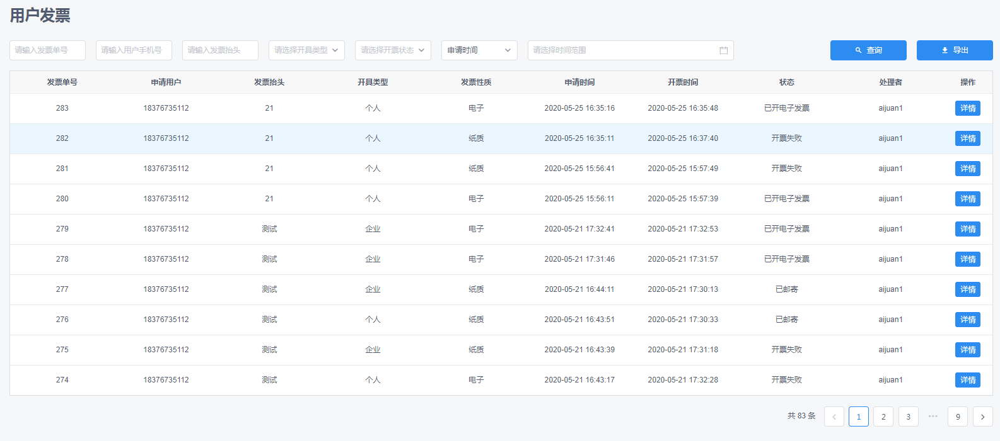 用户发票
请输入发票单号 请输入用户手机号 请输入发票抬头 请选择开具类型 请选择开票状态 申请时间 请选择时间范围 查询 导出
发票单号 申请用户 发票抬头 开具类型 发票性质 申请时间 开票时间 状态 处理者 操作
283 18376735112 21 个人 电子 2020-05-25 16:35:16 2020-05-25 16:35:48 已开电子发票 aijuan1 详情
282 18376735112 21 个人 纸质 2020-05-25 16:35:11 2020-05-25 16:37:40 开票失败 aijuan1 详情
281 18376735112 21 个人 纸质 2020-05-25 15:56:41 2020-05-25 15:57:49 开票失败 aijuan1 详情
280 18376735112 21 个人 电子 2020-05-25 15:56:11 2020-05-25 15:57:39 已开电子发票 aijuan1 详情
279 18376735112 测试 企业 电子 2020-05-21 17:32:41 2020-05-21 17:32:53 已开电子发票 aijuan1 详情
278 18376735112 测试 企业 电子 2020-05-21 17:31:46 2020-05-21 17:31:57 已开电子发票 aijuan1 详情
277 18376735112 测试 企业 纸质 2020-05-21 16:44:11 2020-05-21 17:30:13 已邮寄 aijuan1 详情
276 18376735112 测试 个人 纸质 2020-05-21 16:43:51 2020-05-21 17:30:33 已邮寄 aijuan1 详情
275 18376735112 测试 企业 纸质 2020-05-21 16:43:39 2020-05-21 17:31:18 开票失败 aijuan1 详情
274 18376735112 测试 个人 电子 2020-05-21 16:43:17 2020-05-21 17:32:28 开票失败 aijuan1 详情
共 83 条 1 2 3 ••• 9